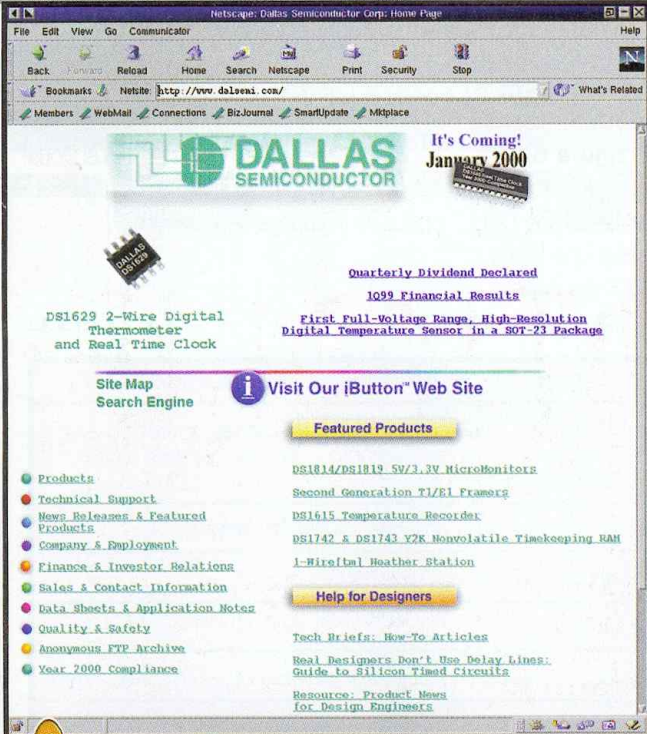 Netscape: Dallas Semiconductor Corp: Home Page
File Edit View Go Communicator Help
Back Forward Reload Home Search Netscape Print Security Stop
N
Bookmarks Netsite: http://www.dalsemi.com/ What's Related
Members WebMail Connections BizJournal SmartUpdate Mktplace
DALLAS
SEMICONDUCTOR
It's Coming!
January 2000
DALLAS
DALLAS
DS1629
Quarterly Dividend Declared
1Q99 Financial Results
First Full-Voltage Range, High-Resolution
Digital Temperature Sensor in a SOT-23 Package
DS1629 2-Wire Digital
Thermometer
and Real Time Clock
Site Map
Search Engine
i Visit Our iButton™ Web Site
Featured Products
DS1814/DS1819 5V/3.3V MicroMonitors
Second Generation T1/E1 Framers
DS1615 Temperature Recorder
DS1742 & DS1743 Y2K Nonvolatile Timekeeping RAM
1-Wire[tm] Weather Station
Products
Technical Support
News Releases & Featured
Products
Company & Employment
Finance & Investor Relations
Sales & Contact Information
Data Sheets & Application Notes
Quality & Safety
Anonymous FTP Archive
Year 2000 Compliance
Help for Designers
Tech Briefs: How-To Articles
Real Designers Don't Use Delay Lines:
Guide to Silicon Timed Circuits
Resource: Product News
for Design Engineers